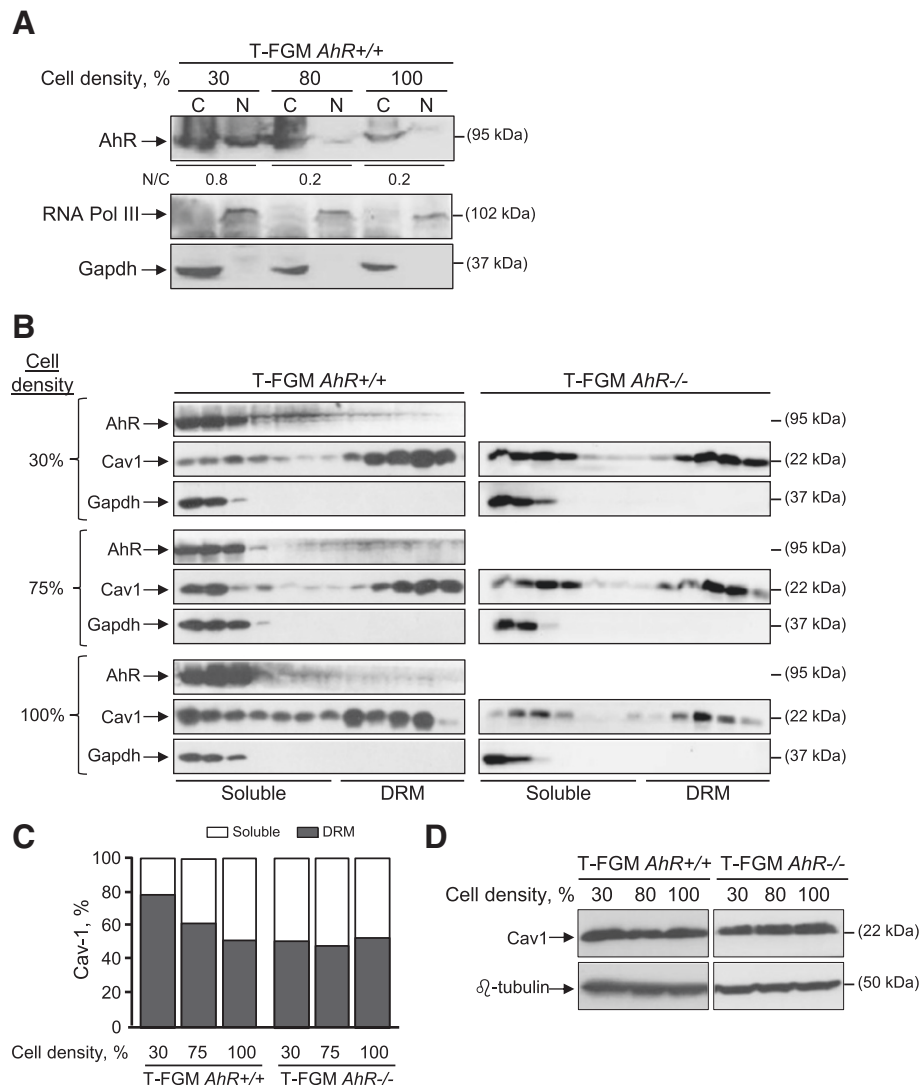 A
T-FGM AhR+/+
Cell density, % 30 80 100
C N C N C N
AhR (95 kDa)
N/C 0.8 0.2 0.2
RNA Pol III (102 kDa)
Gapdh (37 kDa)
B
Cell density
T-FGM AhR+/+ T-FGM AhR-/-
30%
AhR (95 kDa)
Cav1 (22 kDa)
Gapdh (37 kDa)
75%
AhR (95 kDa)
Cav1 (22 kDa)
Gapdh (37 kDa)
100%
AhR (95 kDa)
Cav1 (22 kDa)
Gapdh (37 kDa)
Soluble DRM Soluble DRM
C
Soluble DRM
Cav-1, %
100
80
60
40
20
0
Cell density, % 30 75 100 30 75 100
T-FGM AhR+/+ T-FGM AhR-/-
D
T-FGM AhR+/+ T-FGM AhR-/-
Cell density, % 30 80 100 30 80 100
Cav1 (22 kDa)
-tubulin (50 kDa)